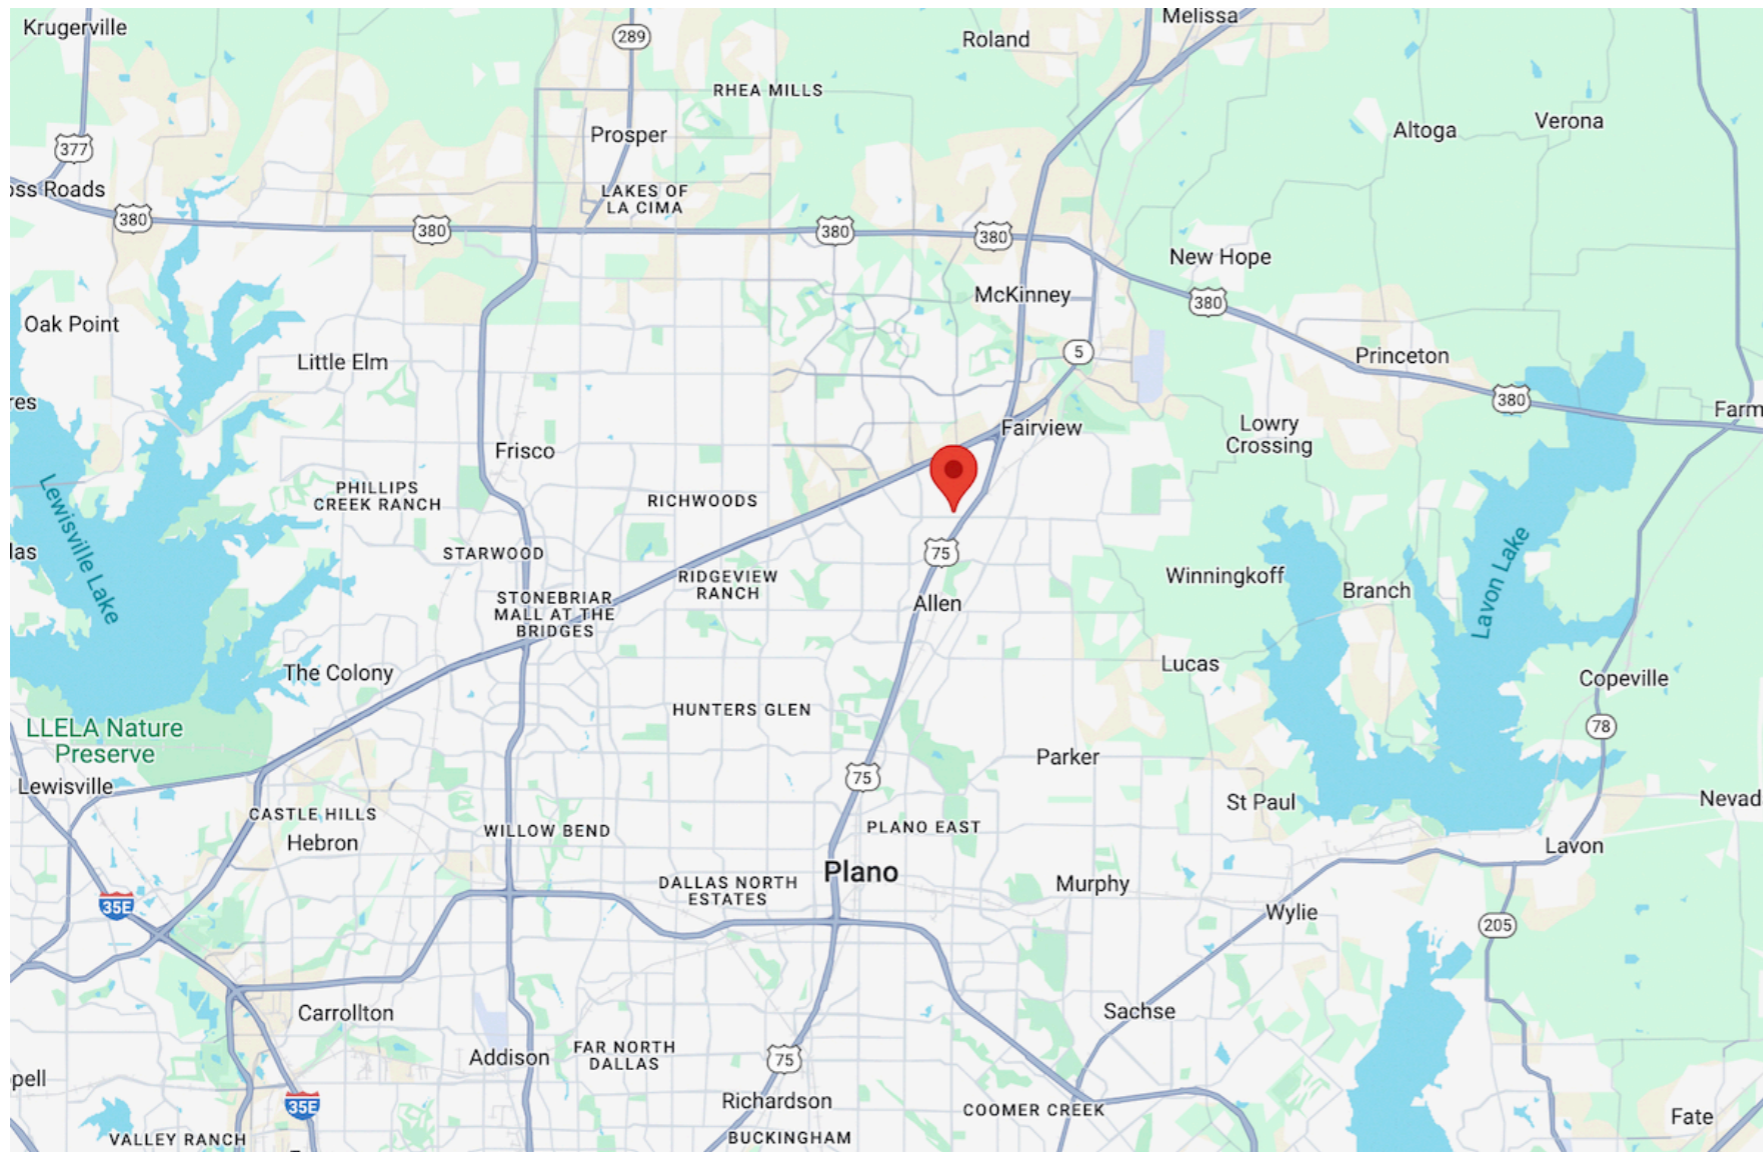 Krugerville
289
Melissa
Roland
RHEA MILLS
Prosper
Altoga
Verona
377
oss Roads
LAKES OF
LA CIMA
380
380
380
380
New Hope
McKinney
380
Oak Point
Little Elm
5
Princeton
380
res
Farm
Fairview
Lowry
Crossing
Frisco
PHILLIPS
CREEK RANCH
RICHWOODS
Lewisville Lake
las
STARWOOD
75
Lavon Lake
RIDGEVIEW
RANCH
Winningkoff
Branch
STONEBRIAR
MALL AT THE
BRIDGES
Allen
The Colony
Lucas
Copeville
HUNTERS GLEN
LLELA Nature
Preserve
78
Parker
Lewisville
75
St Paul
Nevad
CASTLE HILLS
Hebron
WILLOW BEND
PLANO EAST
Lavon
Plano
DALLAS NORTH
ESTATES
Murphy
35E
Wylie
205
Carrollton
Sachse
Addison
FAR NORTH
DALLAS
75
pell
35E
Richardson
COOMER CREEK
Fate
VALLEY RANCH
BUCKINGHAM